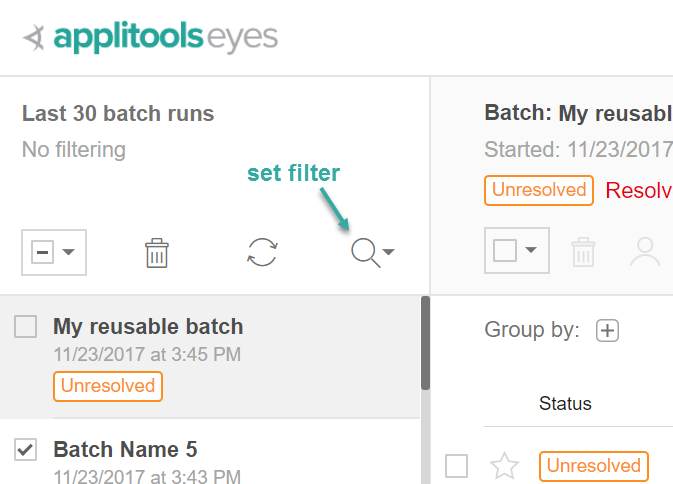 applitools eyes
Last 30 batch runs
No filtering
set filter
My reusable batch
11/23/2017 at 3:45 PM
Unresolved
Batch Name 5
11/23/2017 at 3:43 PM
Batch: My reusabl
Started: 11/23/2017
Unresolved Resolv
Group by:
Status
Unresolved